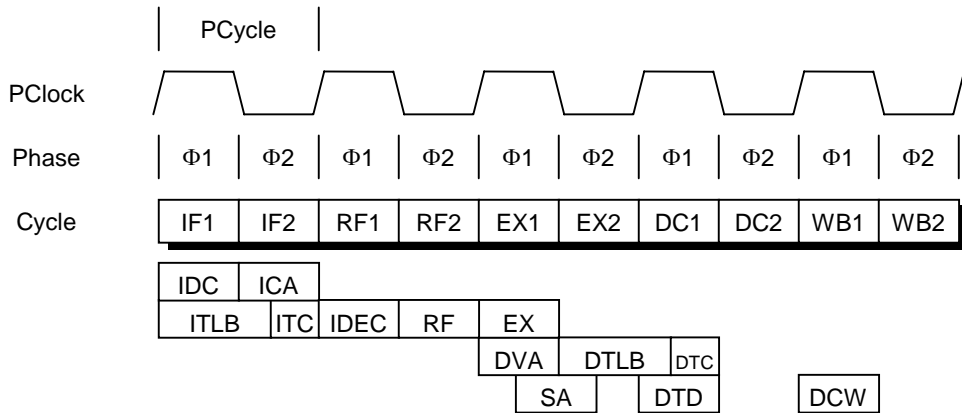 PCycle
PClock
Phase Φ1 Φ2 Φ1 Φ2 Φ1 Φ2 Φ1 Φ2 Φ1 Φ2
Cycle IF1 IF2 RF1 RF2 EX1 EX2 DC1 DC2 WB1 WB2
IDC ICA
ITLB ITC IDEC RF EX
DVA DTLB DTC
SA DTD DCW